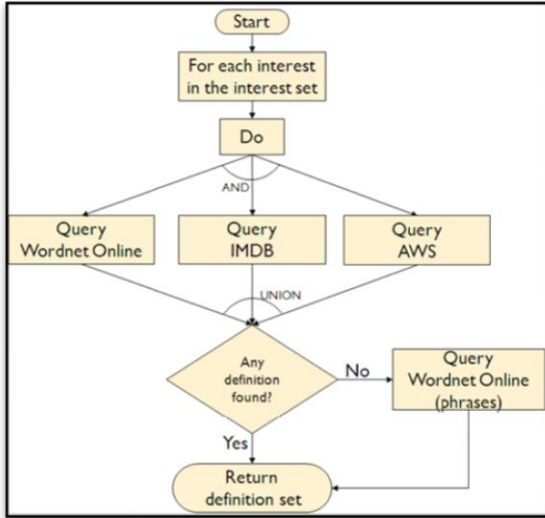 Start
For each interest
in the interest set
Do
AND
Query
Wordnet Online
Query
IMDB
Query
AWS
UNION
Any
definition
found?
No
Query
Wordnet Online
(phrases)
Yes
Return
definition set